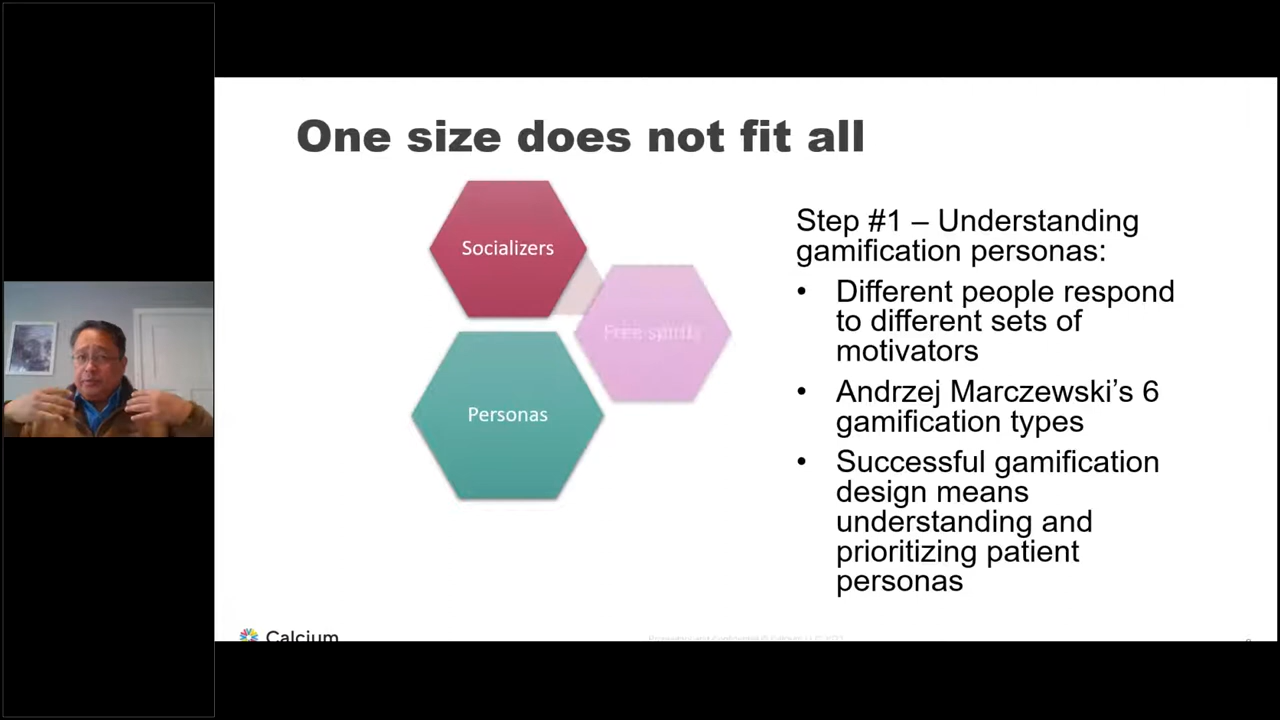 One size does not fit all
Socializers
Free spirits
Personas
Step #1 – Understanding
gamification personas:
• Different people respond
to different sets of
motivators
• Andrzej Marczewski’s 6
gamification types
• Successful gamification
design means
understanding and
prioritizing patient
personas
Calcium